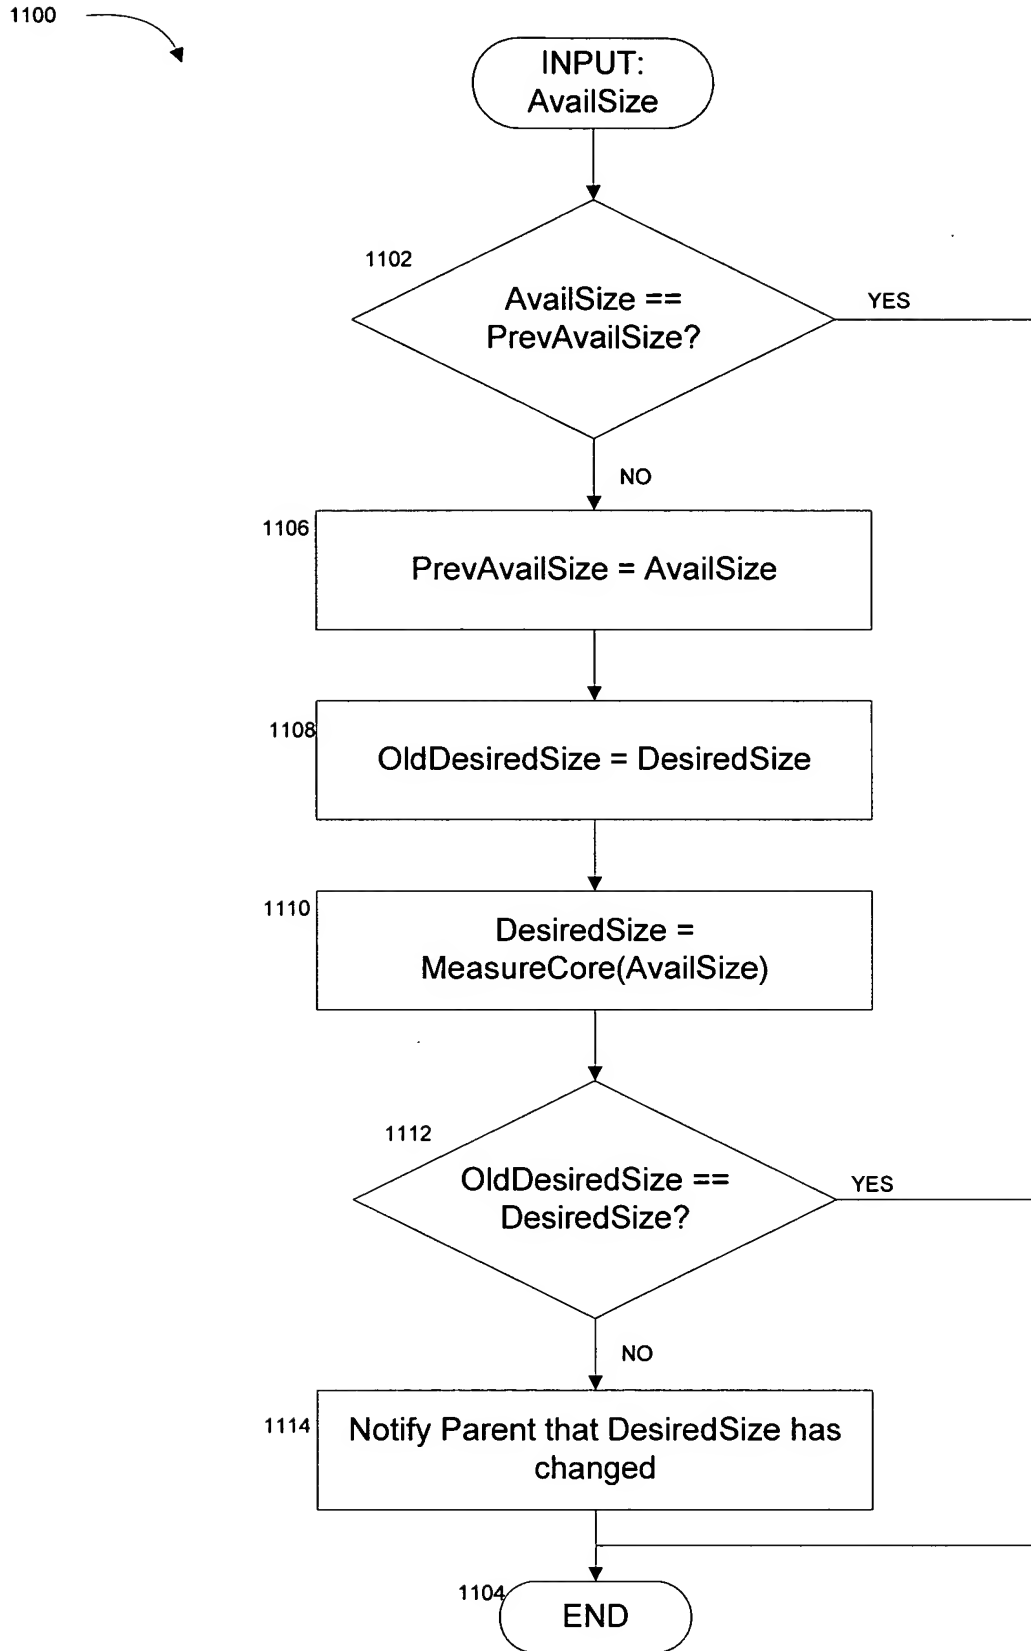 1100
INPUT:
AvailSize
1102
AvailSize ==
PrevAvailSize?
YES
NO
1106
PrevAvailSize = AvailSize
1108
OldDesiredSize = DesiredSize
1110
DesiredSize =
MeasureCore(AvailSize)
1112
OldDesiredSize ==
DesiredSize?
YES
NO
1114
Notify Parent that DesiredSize has
changed
1104
END